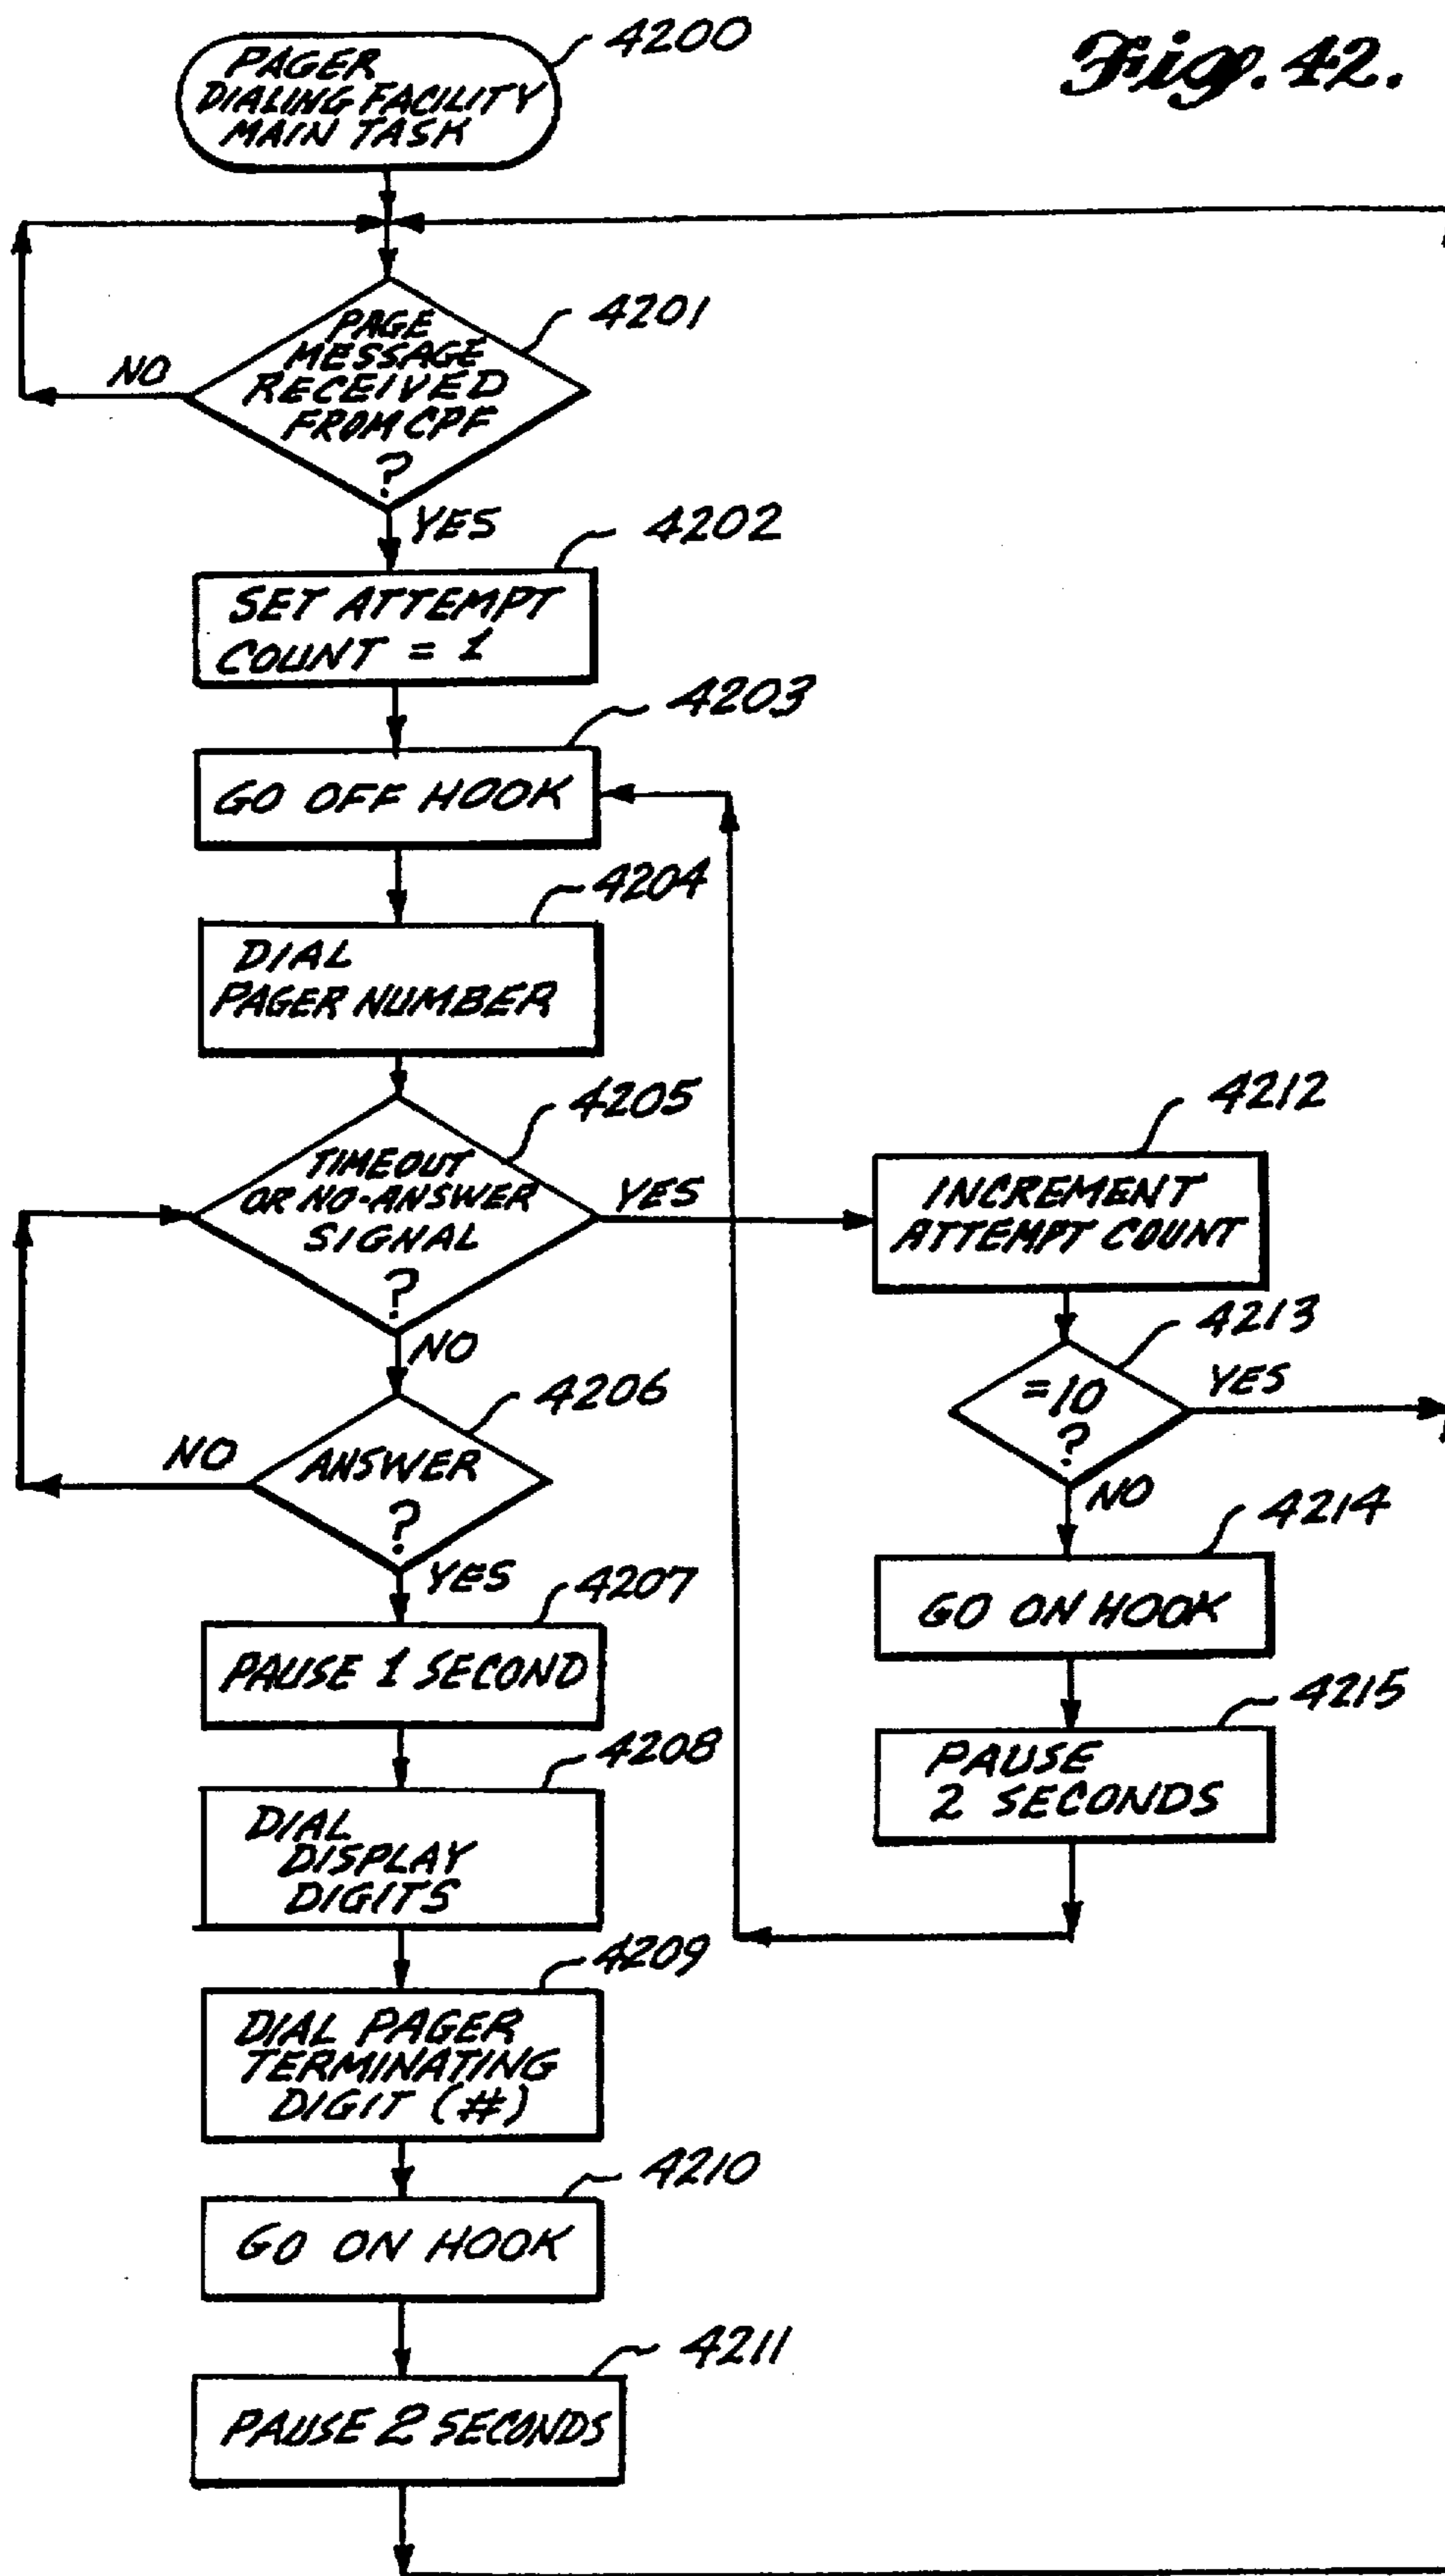 Fig. 42.
4200
PAGER
DIALING FACILITY
MAIN TASK
4201
PAGE
MESSAGE
RECEIVED
FROM CPF
?
NO
YES
4202
SET ATTEMPT
COUNT = 1
4203
GO OFF HOOK
4204
DIAL
PAGER NUMBER
4205
TIMEOUT
OR NO-ANSWER
SIGNAL
?
YES
NO
4206
ANSWER
?
NO
YES
4207
PAUSE 1 SECOND
4208
DIAL
DISPLAY
DIGITS
4209
DIAL PAGER
TERMINATING
DIGIT (#)
4210
GO ON HOOK
4211
PAUSE 2 SECONDS
4212
INCREMENT
ATTEMPT COUNT
4213
=10
?
YES
NO
4214
GO ON HOOK
4215
PAUSE
2 SECONDS